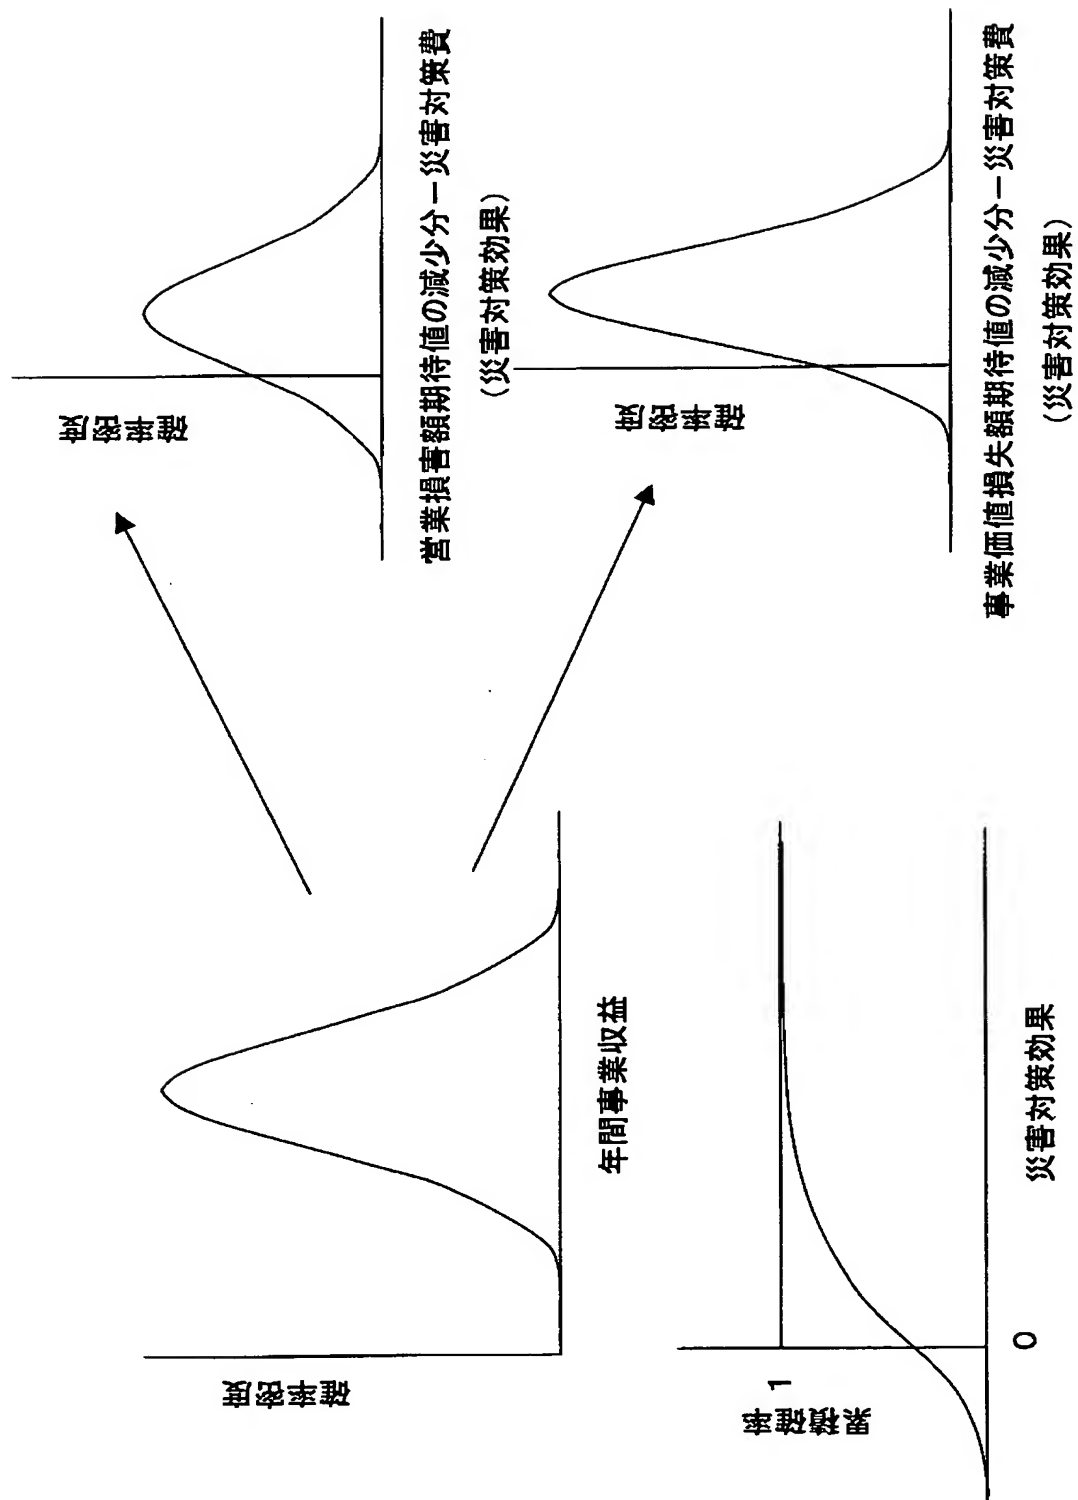 確率密度
年間事業収益
確率密度
営業損害額期待値の減少分－災害対策費
（災害対策効果）
累積確率
1
0
災害対策効果
確率密度
事業価値損失額期待値の減少分－災害対策費
（災害対策効果）